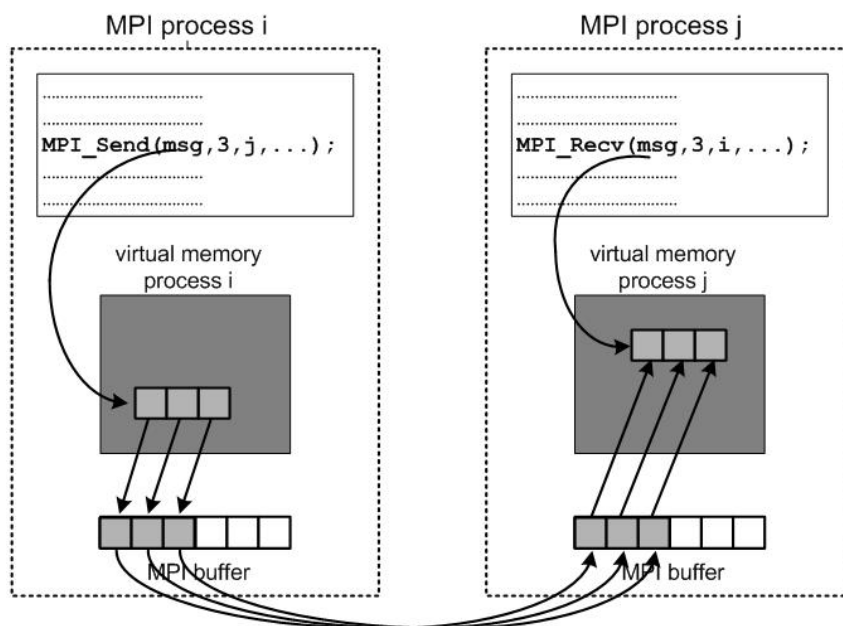 MPI process i
..........................................
..........................................
MPI_Send(msg,3,j,...);
..........................................
..........................................
virtual memory
process i
MPI buffer
MPI process j
..........................................
..........................................
MPI_Recv(msg,3,i,...);
..........................................
..........................................
virtual memory
process j
MPI buffer